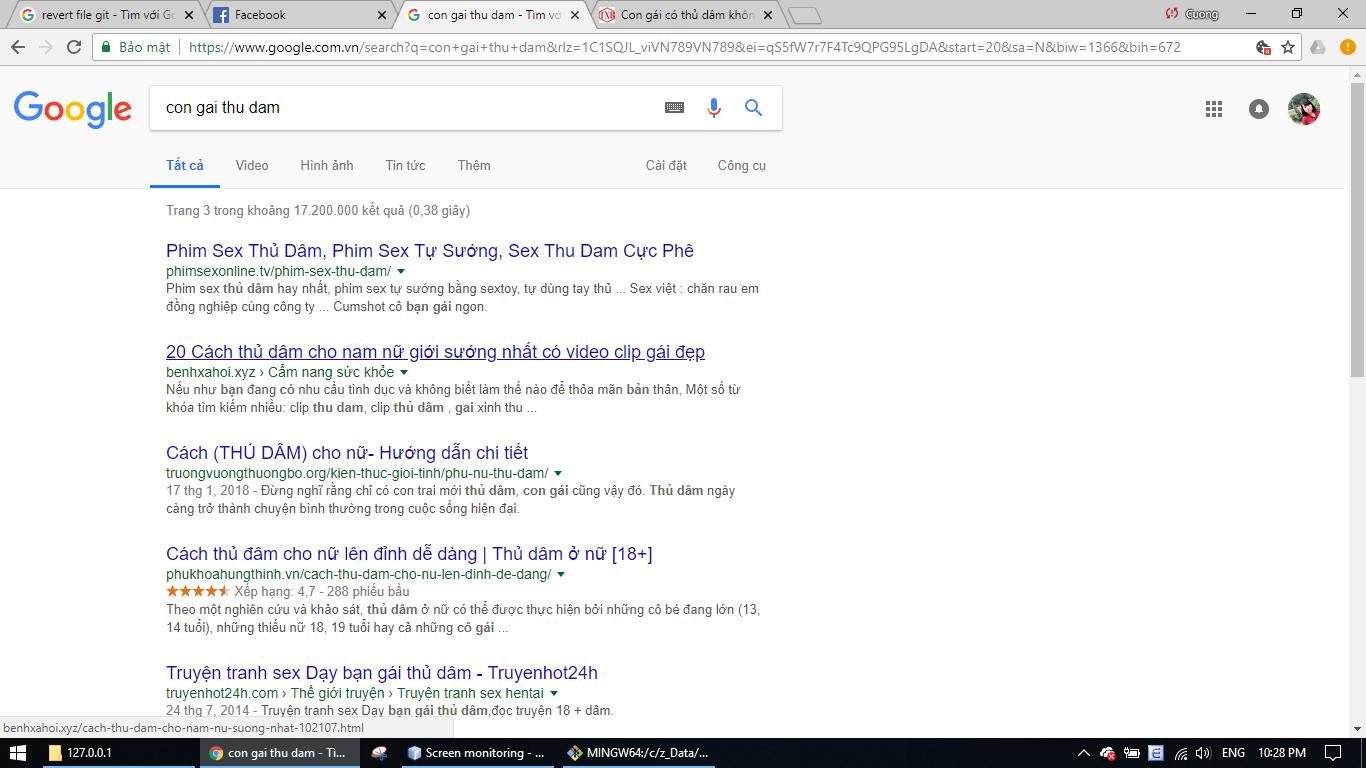 revert file git - Tìm với Go
Facebook
con gai thu dam - Tìm vớ
Con gái có thủ dâm khôn
Cuong
Bảo mật
https://www.google.com.vn/search?q=con+gai+thu+dam&rlz=1C1SQJL_viVN789VN789&ei=qS5fW7r7F4Tc9QPG95LgDA&start=20&sa=N&biw=1366&bih=672
Google
con gai thu dam
Tất cả
Video
Hình ảnh
Tin tức
Thêm
Cài đặt
Công cụ
Trang 3 trong khoảng 17.200.000 kết quả (0,38 giây)
Phim Sex Thủ Dâm, Phim Sex Tự Sướng, Sex Thu Dam Cực Phê
phimsexonline.tv/phim-sex-thu-dam/
Phim sex thủ dâm hay nhất, phim sex tự sướng bằng sextoy, tự dùng tay thủ ... Sex việt : chăn rau em
đồng nghiệp cùng công ty ... Cumshot cô bạn gái ngon.
20 Cách thủ dâm cho nam nữ giới sướng nhất có video clip gái đẹp
benhxahoi.xyz › Cẩm nang sức khỏe
Nếu như bạn đang có nhu cầu tình dục và không biết làm thế nào để thỏa mãn bản thân, Một số từ
khóa tìm kiếm nhiều: clip thu dam, clip thủ dâm , gai xinh thu ...
Cách (THỦ DÂM) cho nữ- Hướng dẫn chi tiết
truongvuongthuongbo.org/kien-thuc-gioi-tinh/phu-nu-thu-dam/
17 thg 1, 2018 - Đừng nghĩ rằng chỉ có con trai mới thủ dâm, con gái cũng vậy đó. Thủ dâm ngày
càng trở thành chuyện bình thường trong cuộc sống hiện đại.
Cách thủ đâm cho nữ lên đỉnh dễ dàng | Thủ dâm ở nữ [18+]
phukhoahungthinh.vn/cach-thu-dam-cho-nu-len-dinh-de-dang/
Xếp hạng: 4,7 - 288 phiếu bầu
Theo một nghiên cứu và khảo sát, thủ dâm ở nữ có thể được thực hiện bởi những cô bé đang lớn (13,
14 tuổi), những thiếu nữ 18, 19 tuổi hay cả những cô gái ...
Truyện tranh sex Dạy bạn gái thủ dâm - Truyenhot24h
truyenhot24h.com › Thế giới truyện › Truyện tranh sex hentai
24 thg 7, 2014 - Truyện tranh sex Dạy bạn gái thủ dâm,đọc truyện 18 + dâm.
benhxahoi.xyz/cach-thu-dam-cho-nam-nu-suong-nhat-102107.html
127.0.0.1
con gai thu dam - Tì...
Screen monitoring - ...
MINGW64:/c/z_Data/...
ENG
10:28 PM